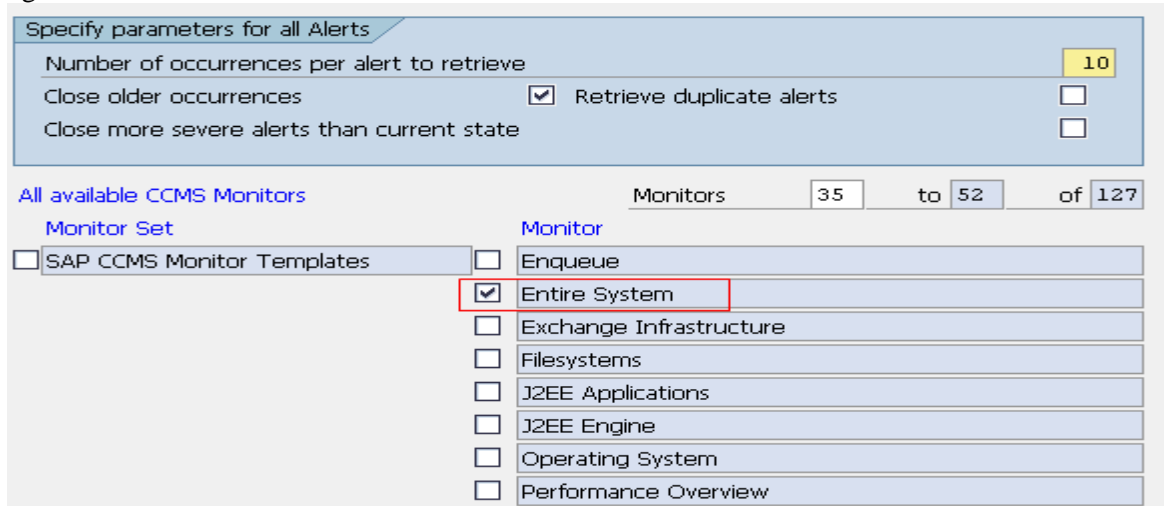 Specify parameters for all Alerts
Number of occurrences per alert to retrieve 10
Close older occurrences Retrieve duplicate alerts
Close more severe alerts than current state
All available CCMS Monitors Monitors 35 to 52 of 127
Monitor Set Monitor
SAP CCMS Monitor Templates Enqueue
Entire System
Exchange Infrastructure
Filesystems
J2EE Applications
J2EE Engine
Operating System
Performance Overview